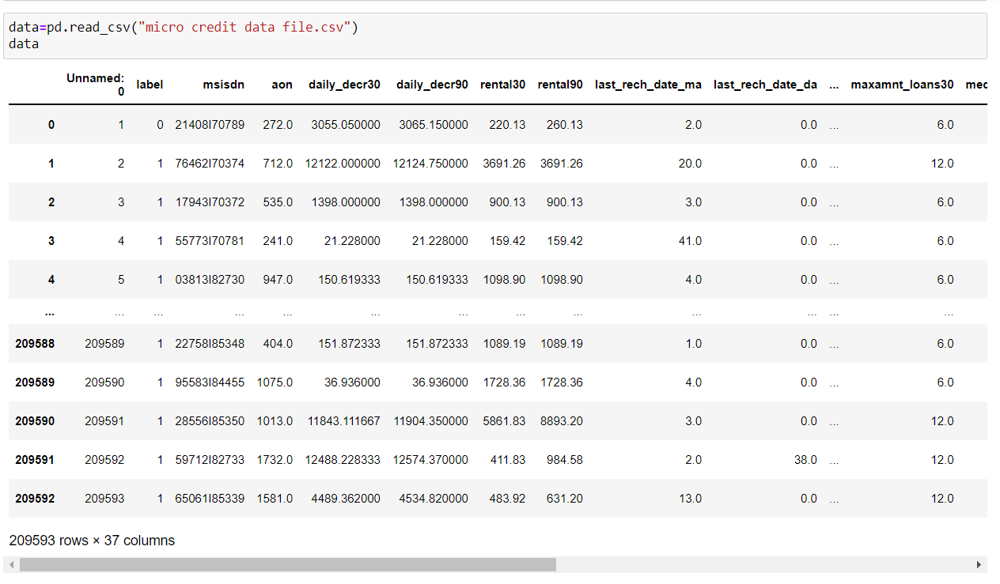 data=pd.read_csv("micro credit data file.csv")
data
Unnamed: 0 label msisdn aon daily_decr30 daily_decr90 rental30 rental90 last_rech_date_ma last_rech_date_da ... maxamnt_loans30 med
0 1 0 21408I70789 272.0 3055.050000 3065.150000 220.13 260.13 2.0 0.0 ... 6.0
1 2 1 76462I70374 712.0 12122.000000 12124.750000 3691.26 3691.26 20.0 0.0 ... 12.0
2 3 1 17943I70372 535.0 1398.000000 1398.000000 900.13 900.13 3.0 0.0 ... 6.0
3 4 1 55773I70781 241.0 21.228000 21.228000 159.42 159.42 41.0 0.0 ... 6.0
4 5 1 03813I82730 947.0 150.619333 150.619333 1098.90 1098.90 4.0 0.0 ... 6.0
... ... ... ... ... ... ... ... ... ... ... ... ...
209588 209589 1 22758I85348 404.0 151.872333 151.872333 1089.19 1089.19 1.0 0.0 ... 6.0
209589 209590 1 95583I84455 1075.0 36.936000 36.936000 1728.36 1728.36 4.0 0.0 ... 6.0
209590 209591 1 28556I85350 1013.0 11843.111667 11904.350000 5861.83 8893.20 3.0 0.0 ... 12.0
209591 209592 1 59712I82733 1732.0 12488.228333 12574.370000 411.83 984.58 2.0 38.0 ... 12.0
209592 209593 1 65061I85339 1581.0 4489.362000 4534.820000 483.92 631.20 13.0 0.0 ... 12.0
209593 rows × 37 columns